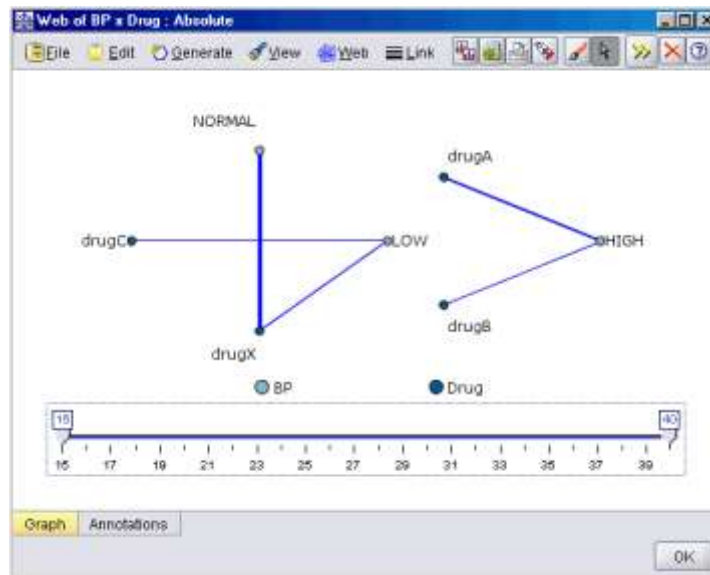 Web of BP x Drug : Absolute
File Edit Generate View Web Link
NORMAL
drugA
drugC
LOW
HIGH
drugX
drugB
BP Drug
15 40
15 17 19 21 23 25 27 29 31 33 35 37 39
Graph Annotations
OK